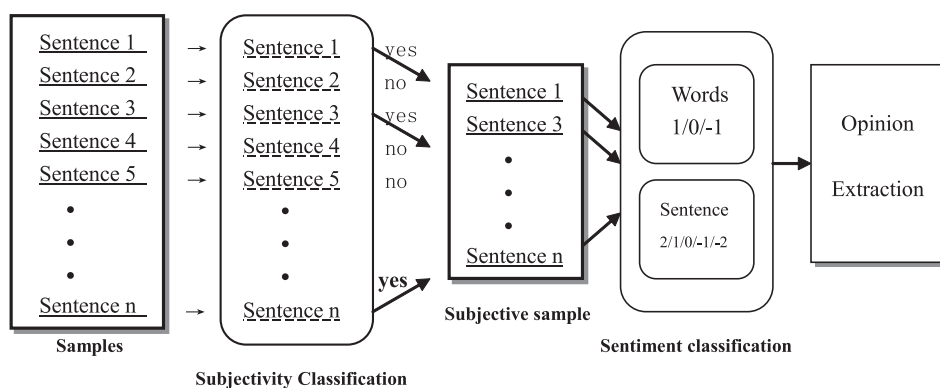 Sentence 1
Sentence 2
Sentence 3
Sentence 4
Sentence 5
Sentence n
Samples
Sentence 1 yes
Sentence 2 no
Sentence 3 yes
Sentence 4 no
Sentence 5 no
yes
Sentence n
Subjectivity Classification
Sentence 1
Sentence 3
Sentence n
Subjective sample
Words
1/0/-1
Sentence
2/1/0/-1/-2
Sentiment classification
Opinion
Extraction